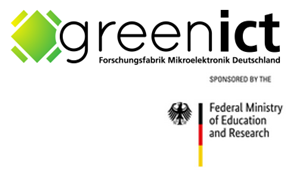 greenict
Forschungsfabrik Mikroelektronik Deutschland
SPONSORED BY THE
Federal Ministry
of Education
and Research